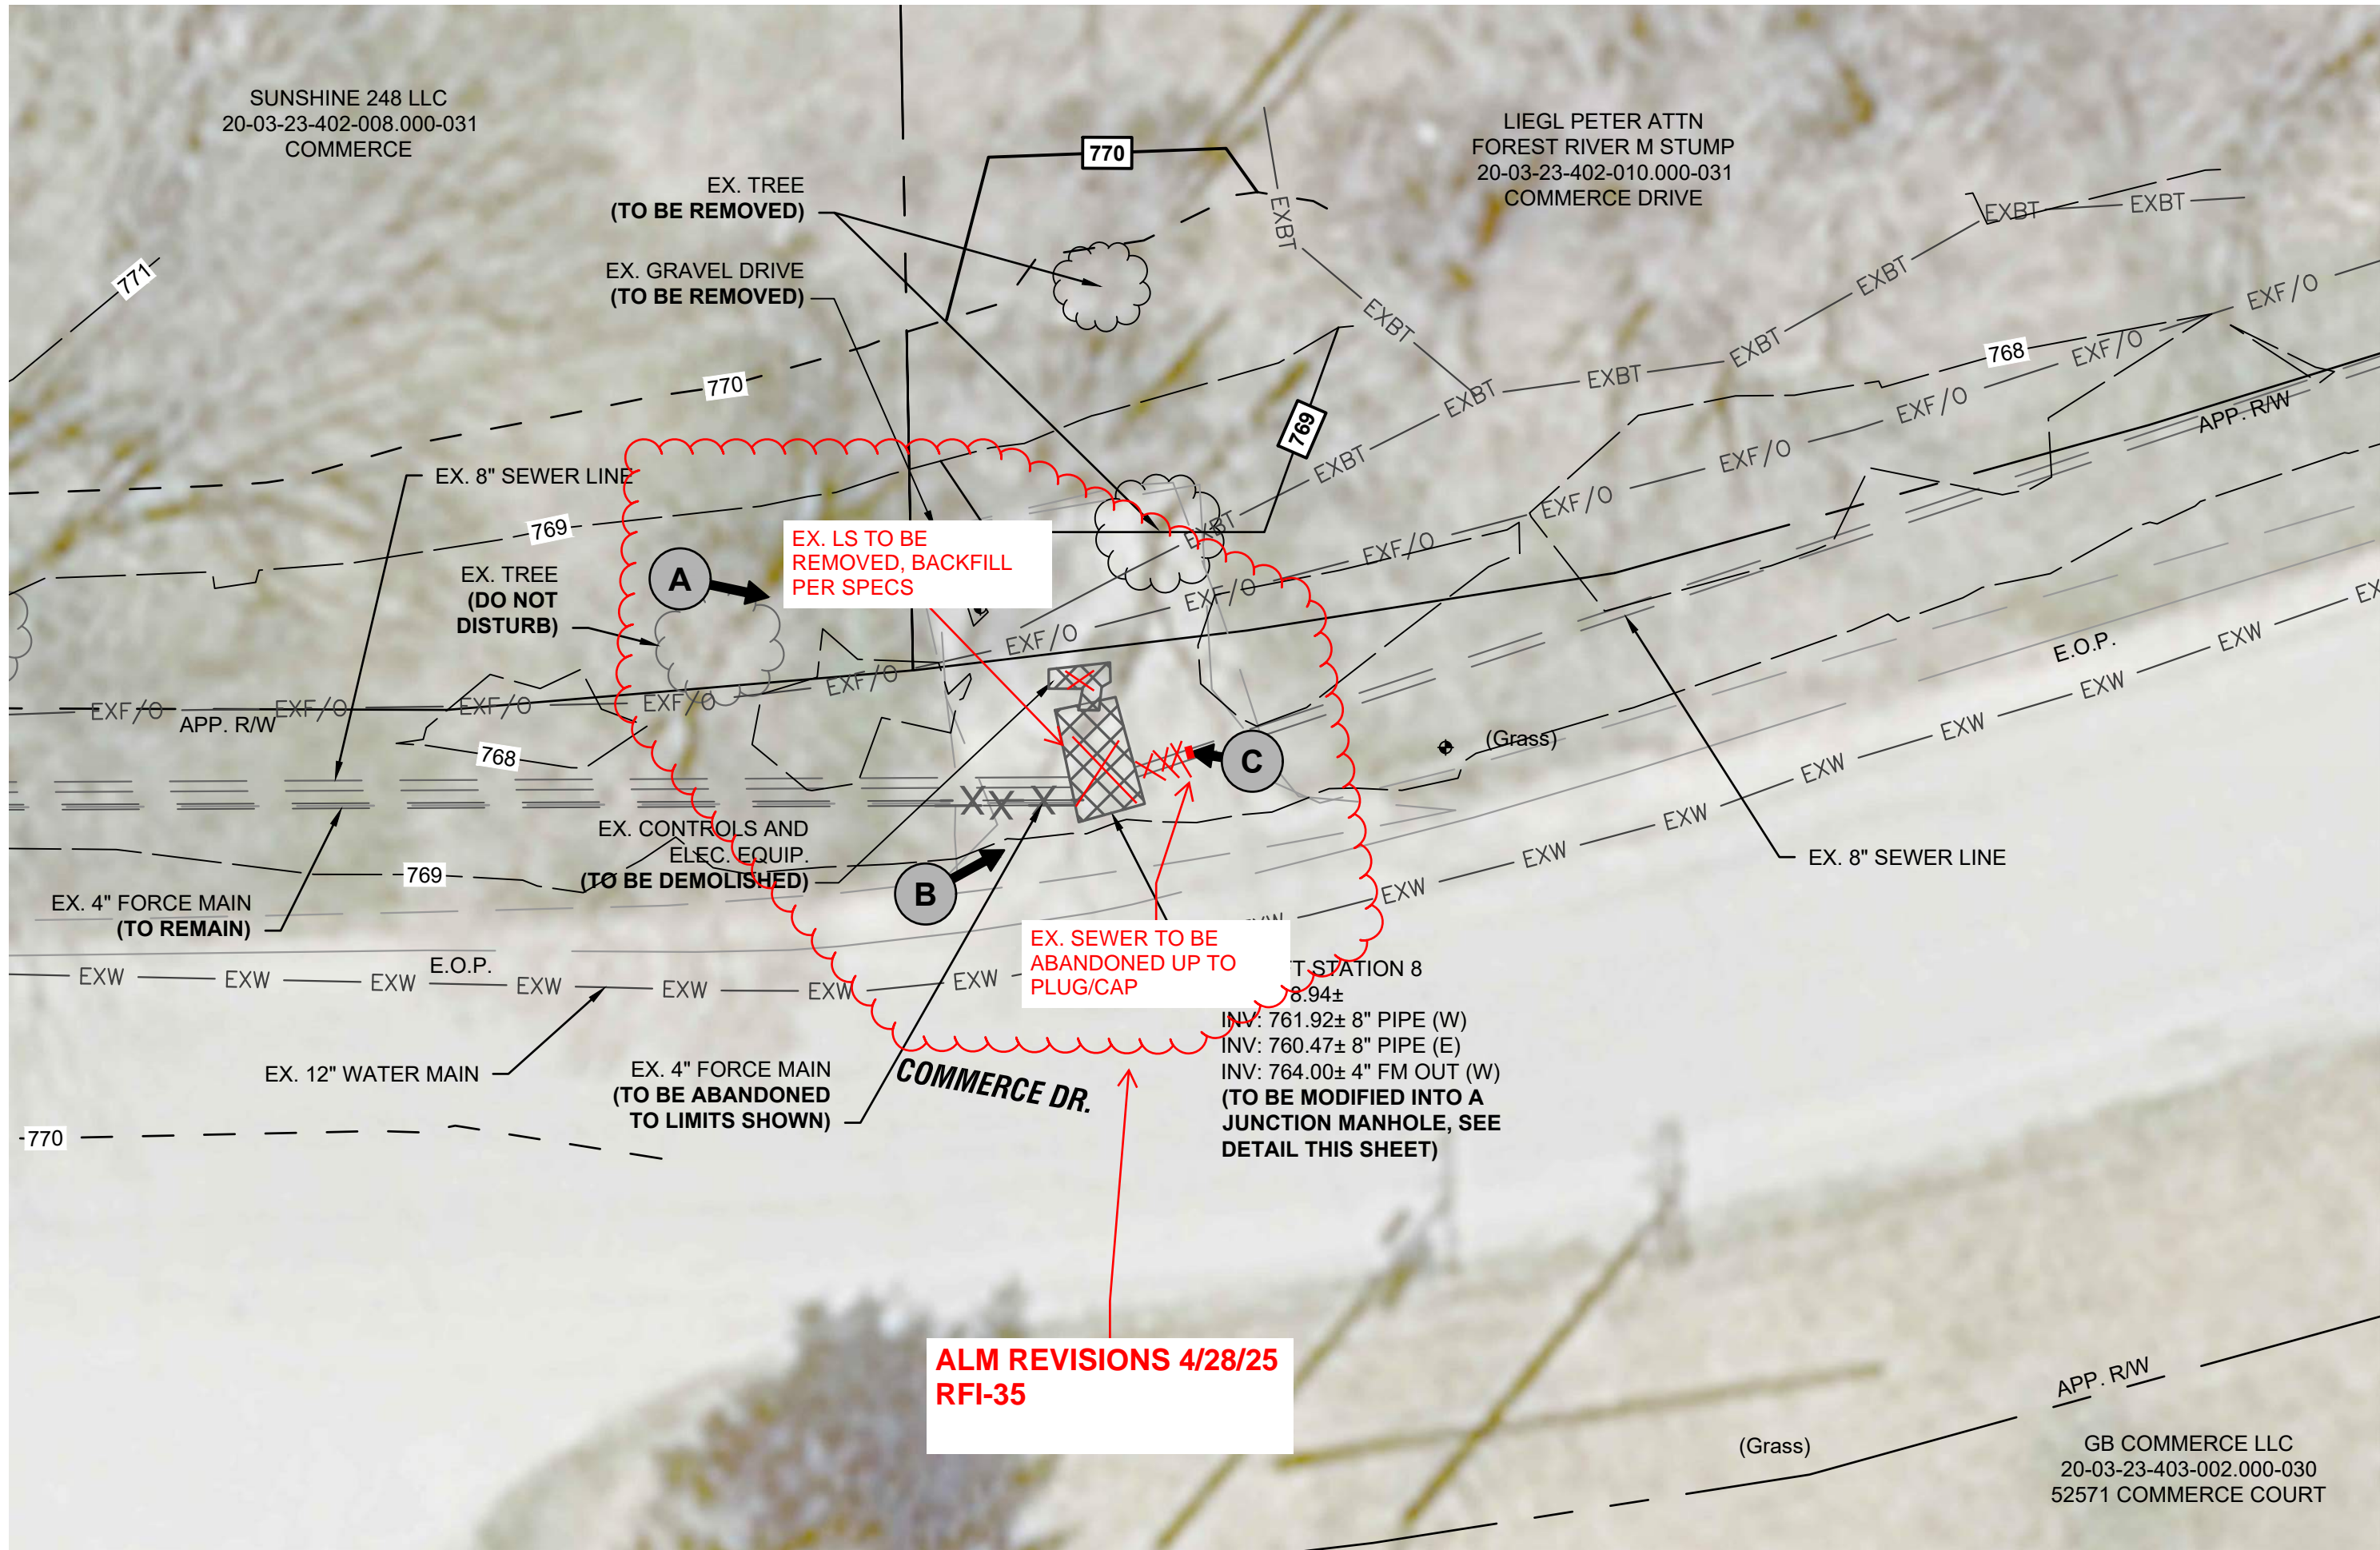 SUNSHINE 248 LLC
20-03-23-402-008.000-031
COMMERCE
LIEGL PETER ATTN
FOREST RIVER M STUMP
20-03-23-402-010.000-031
COMMERCE DRIVE
770
EX. TREE
(TO BE REMOVED)
EX. GRAVEL DRIVE
(TO BE REMOVED)
771
EXBT
EXBT
EXBT
EXBT
EXBT
EXBT
EXBT
EXBT
EXBT
EXBT
768
EXF/O
EXF/O
EXF/O
EXF/O
EXF/O
EXF/O
EXF/O
EXF/O
EXF/O
EXF/O
EXF/O
EXF/O
EXF/O
APP. R/W
770
769
EX. 8" SEWER LINE
769
EX. TREE
(DO NOT
DISTURB)
A
EX. LS TO BE
REMOVED, BACKFILL
PER SPECS
APP. R/W
768
(Grass)
C
E.O.P.
EXW
EXW
EXW
EXW
EXW
EXW
EXW
EXW
EX
EX. 8" SEWER LINE
X X X
EX. CONTROLS AND
ELEC. EQUIP.
(TO BE DEMOLISHED)
769
B
EX. 4" FORCE MAIN
(TO REMAIN)
E.O.P.
EXW
EXW
EXW
EXW
EXW
EXW
EXW
EX. SEWER TO BE
ABANDONED UP TO
PLUG/CAP
T STATION 8
8.94±
INV: 761.92± 8" PIPE (W)
INV: 760.47± 8" PIPE (E)
INV: 764.00± 4" FM OUT (W)
(TO BE MODIFIED INTO A
JUNCTION MANHOLE, SEE
DETAIL THIS SHEET)
EX. 12" WATER MAIN
EX. 4" FORCE MAIN
(TO BE ABANDONED
TO LIMITS SHOWN)
COMMERCE DR.
770
ALM REVISIONS 4/28/25
RFI-35
APP. R/W
(Grass)
GB COMMERCE LLC
20-03-23-403-002.000-030
52571 COMMERCE COURT